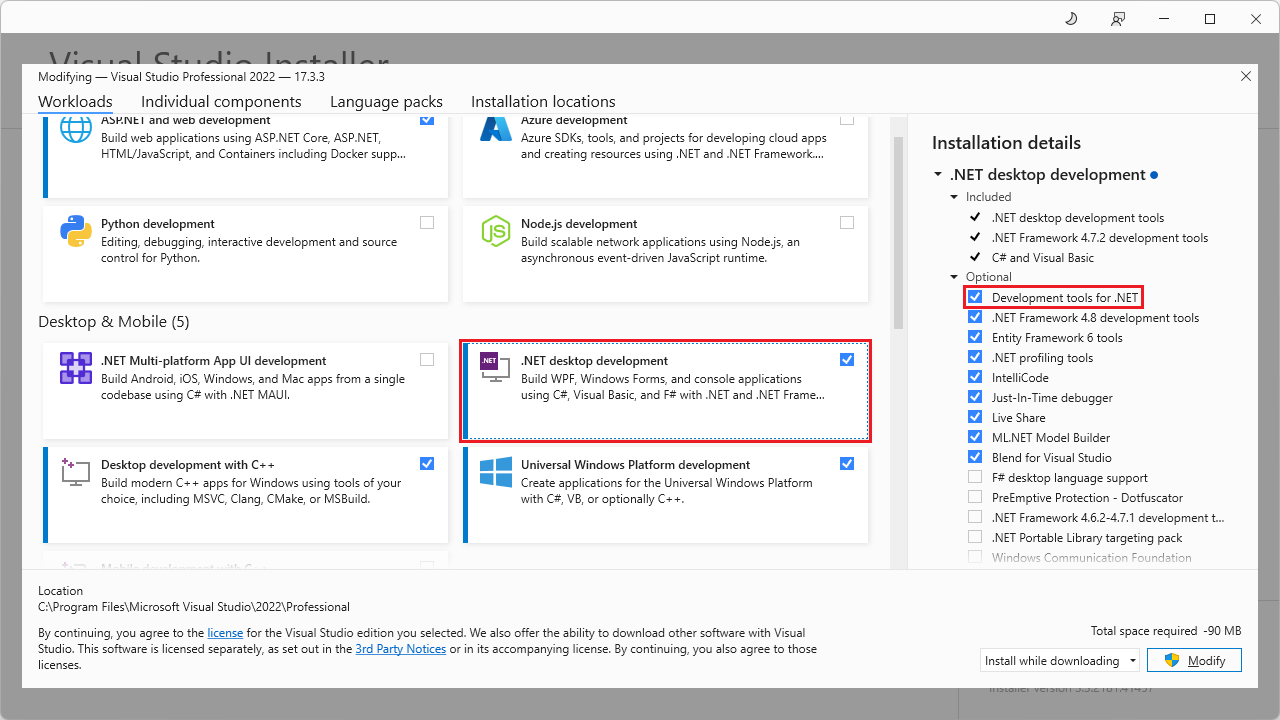 Visual Studio Installer
Modifying — Visual Studio Professional 2022 — 17.3.3
Workloads
Individual components
Language packs
Installation locations
ASP.NET and web development
Build web applications using ASP.NET Core, ASP.NET,
HTML/JavaScript, and Containers including Docker supp...
Azure development
Azure SDKs, tools, and projects for developing cloud apps
and creating resources using .NET and .NET Framework....
Python development
Editing, debugging, interactive development and source
control for Python.
JS
Node.js development
Build scalable network applications using Node.js, an
asynchronous event-driven JavaScript runtime.
Desktop & Mobile (5)
.NET Multi-platform App UI development
Build Android, iOS, Windows, and Mac apps from a single
codebase using C# with .NET MAUI.
.NET
.NET desktop development
Build WPF, Windows Forms, and console applications
using C#, Visual Basic, and F# with .NET and .NET Frame...
Desktop development with C++
Build modern C++ apps for Windows using tools of your
choice, including MSVC, Clang, CMake, or MSBuild.
Universal Windows Platform development
Create applications for the Universal Windows Platform
with C#, VB, or optionally C++.
Mobile development with C++
Installation details
.NET desktop development
Included
.NET desktop development tools
.NET Framework 4.7.2 development tools
C# and Visual Basic
Optional
Development tools for .NET
.NET Framework 4.8 development tools
Entity Framework 6 tools
.NET profiling tools
IntelliCode
Just-In-Time debugger
Live Share
ML.NET Model Builder
Blend for Visual Studio
F# desktop language support
PreEmptive Protection - Dotfuscator
.NET Framework 4.6.2-4.7.1 development t...
.NET Portable Library targeting pack
Windows Communication Foundation
Location
C:\Program Files\Microsoft Visual Studio\2022\Professional
By continuing, you agree to the license for the Visual Studio edition you selected. We also offer the ability to download other software with Visual
Studio. This software is licensed separately, as set out in the 3rd Party Notices or in its accompanying license. By continuing, you also agree to those
licenses.
Total space required -90 MB
Install while downloading
Modify